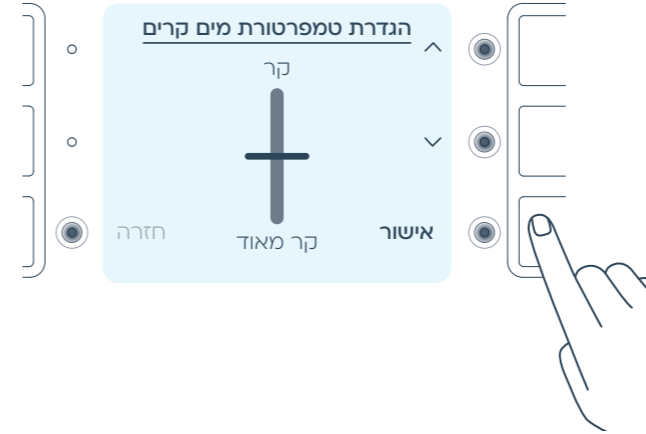 הגדרת טמפרטורת מים קרים
קר
קר מאוד
אישור
חזרה